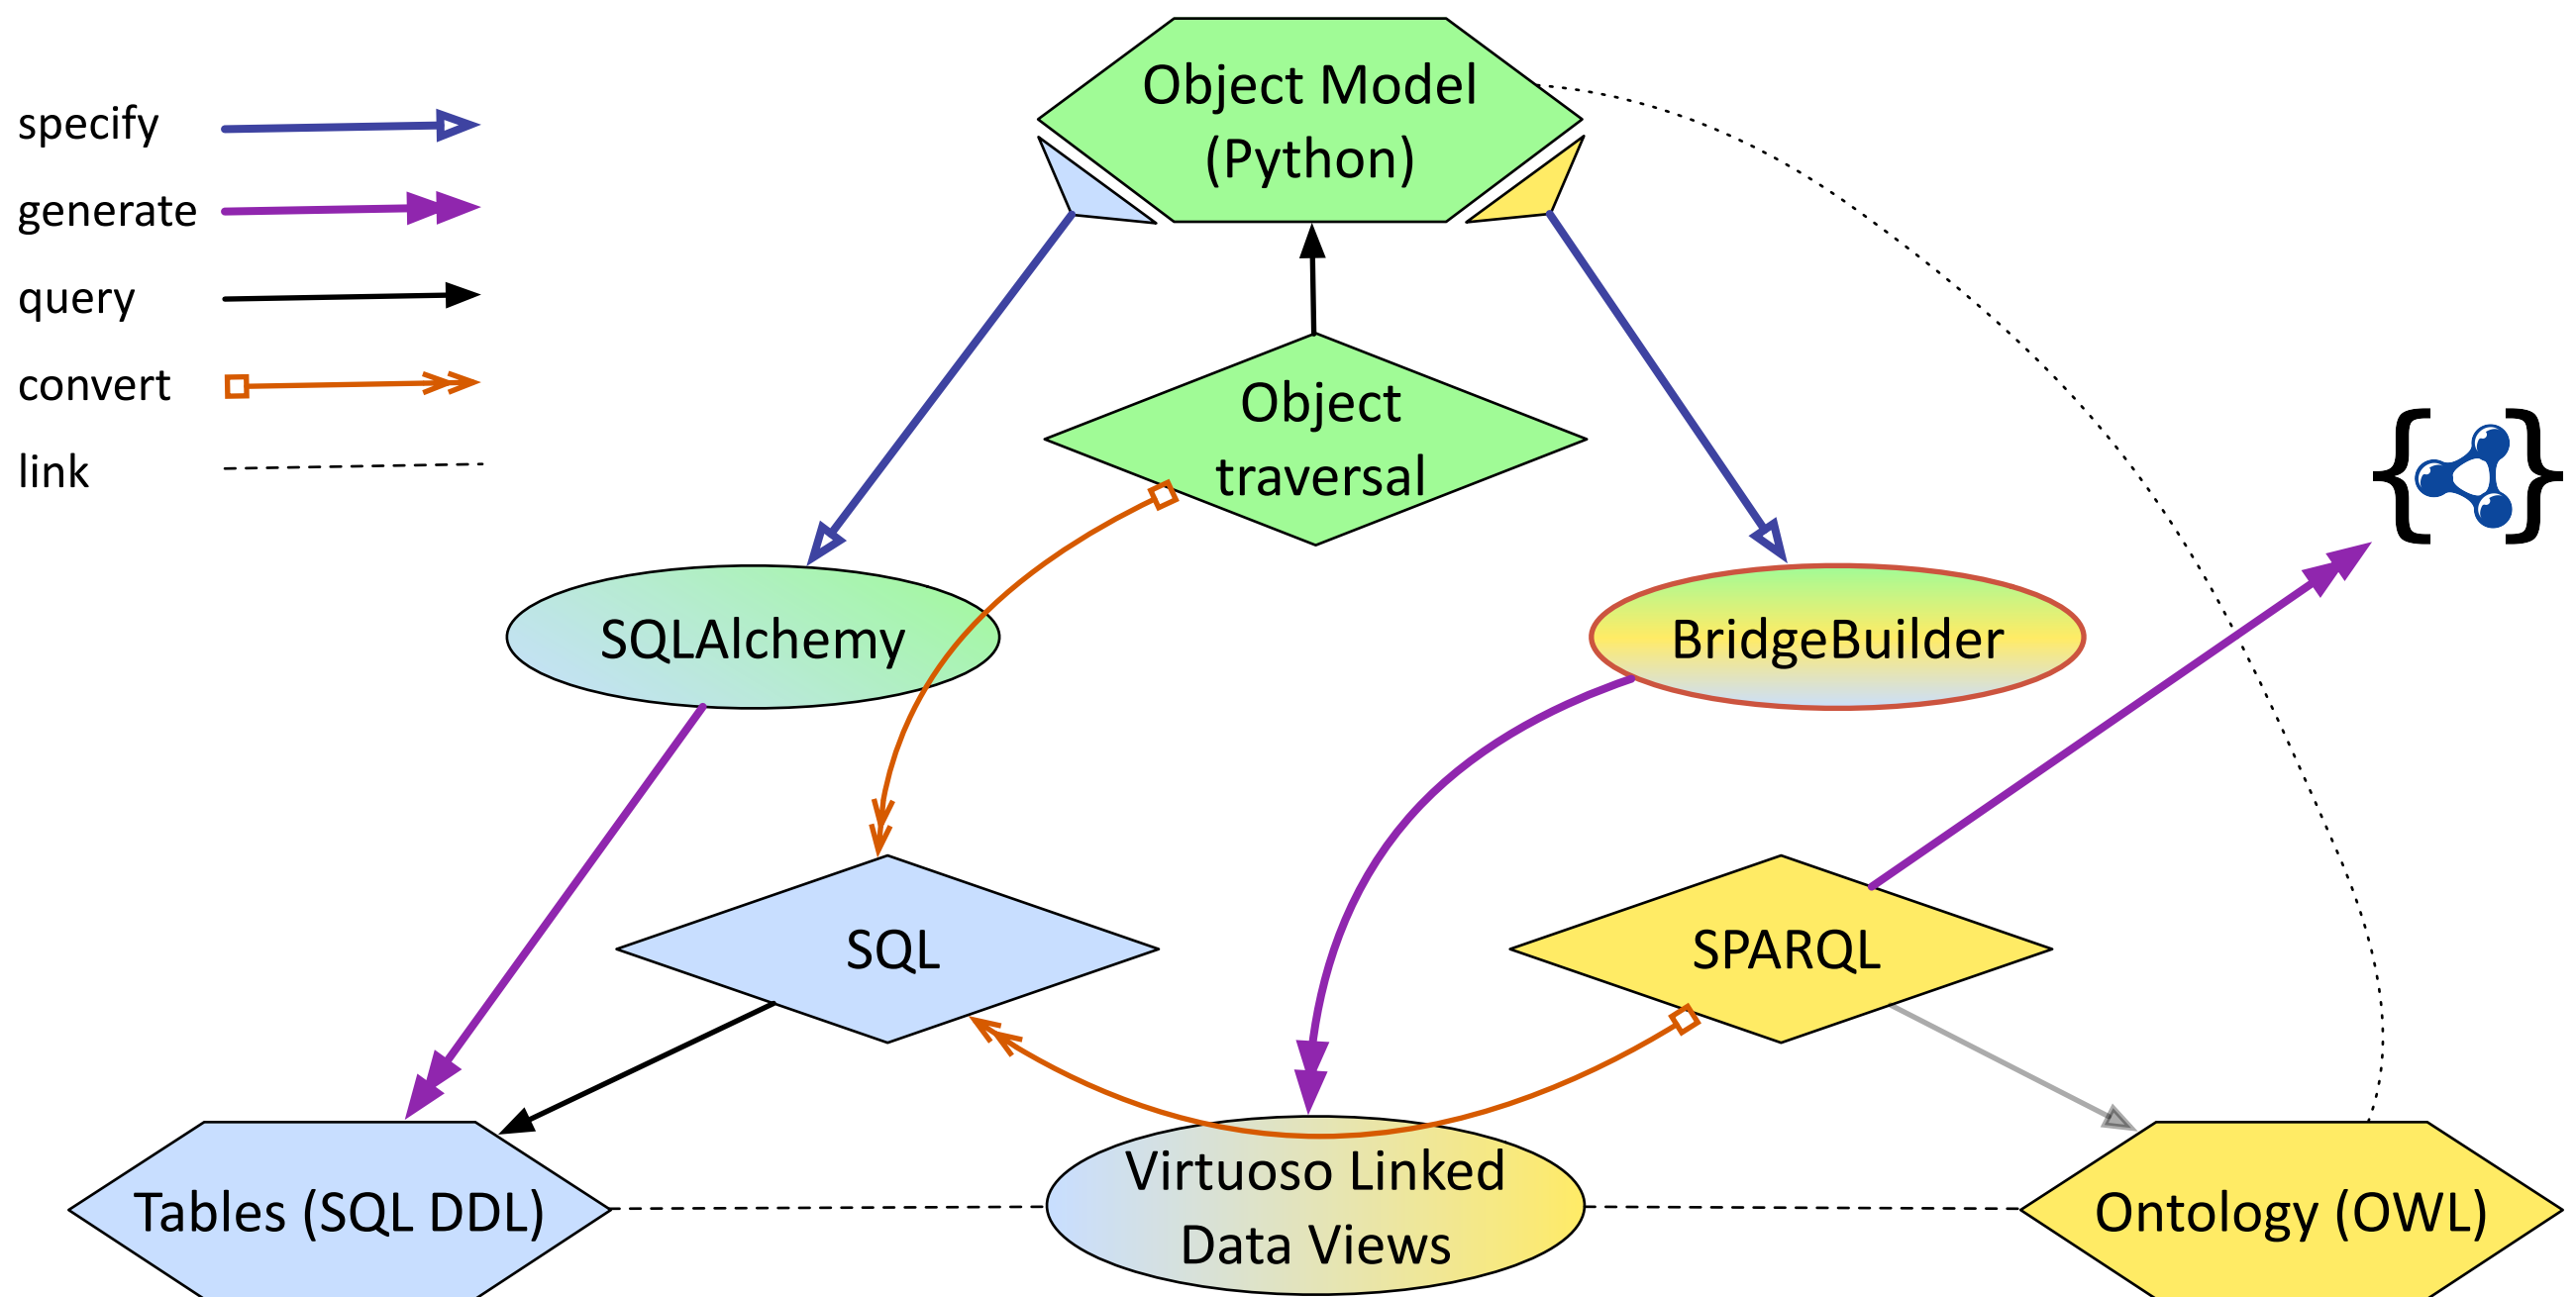 specify
generate
query
convert
link
Object Model
(Python)
Object
traversal
SQLAlchemy
BridgeBuilder
SQL
SPARQL
Tables (SQL DDL)
Virtuoso Linked
Data Views
Ontology (OWL)